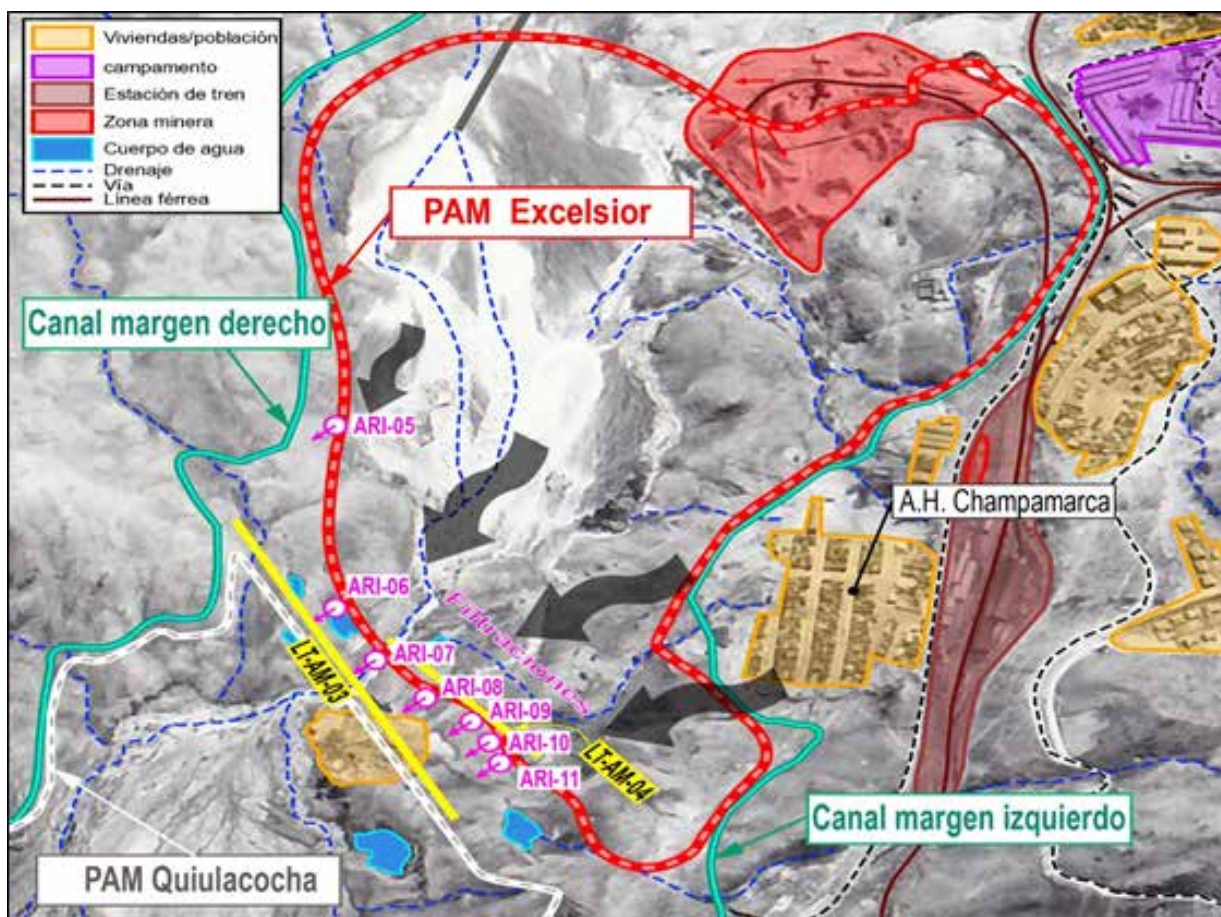 Viviendas/población
campamento
Estación de tren
Zona minera
Cuerpo de agua
Drenaje
Vía
Línea férrea
PAM Excelsior
Canal margen derecho
ARI-05
A.H. Champamarca
ARI-06
Filtraciones
ARI-07
LT-AM-03
ARI-08
ARI-09
ARI-10
LT-AM-04
ARI-11
Canal margen izquierdo
PAM Quiulacocha